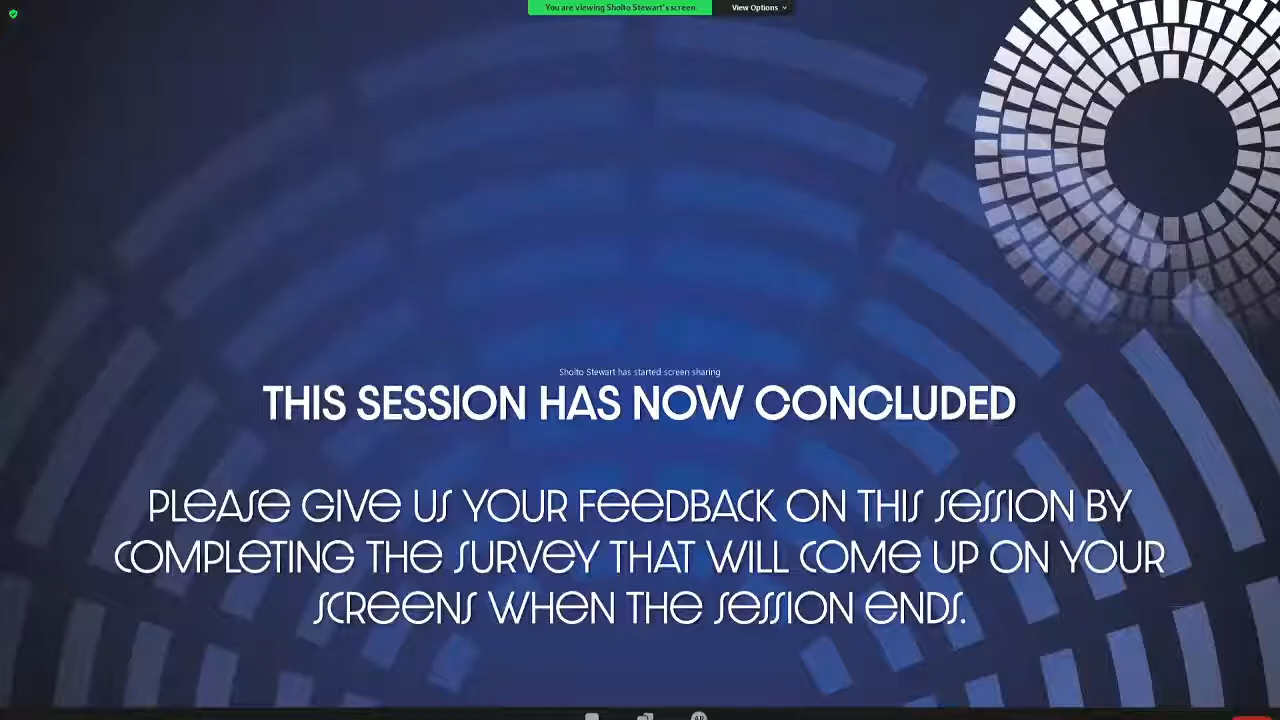 You are viewing Sholto Stewart's screen
View Options
Sholto Stewart has started screen sharing
THIS SESSION HAS NOW CONCLUDED
PLEASE GIVE US YOUR FEEDBACK ON THIS SESSION BY
COMPLETING THE SURVEY THAT WILL COME UP ON YOUR
SCREENS WHEN THE SESSION ENDS.